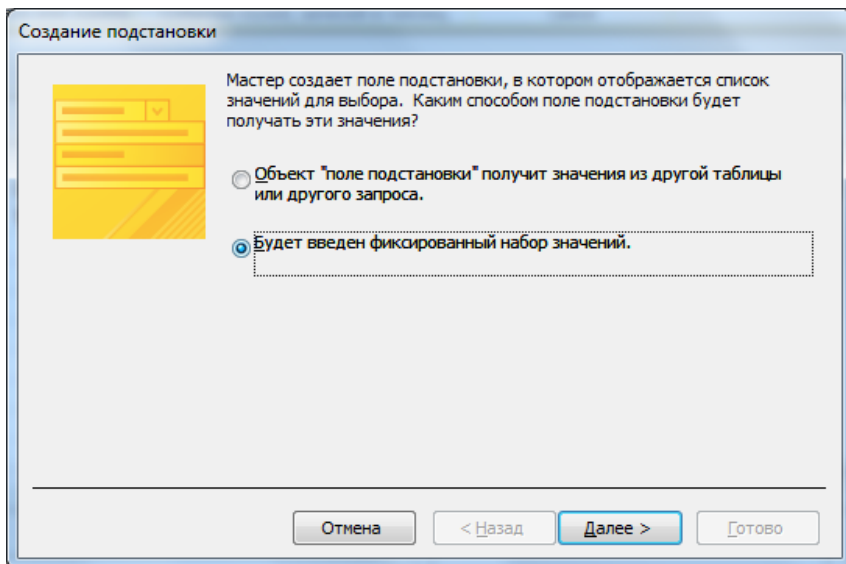 Создание подстановки
Мастер создает поле подстановки, в котором отображается список
значений для выбора. Каким способом поле подстановки будет
получать эти значения?
Объект "поле подстановки" получит значения из другой таблицы
или другого запроса.
Будет введен фиксированный набор значений.
Отмена
< Назад
Далее >
Готово